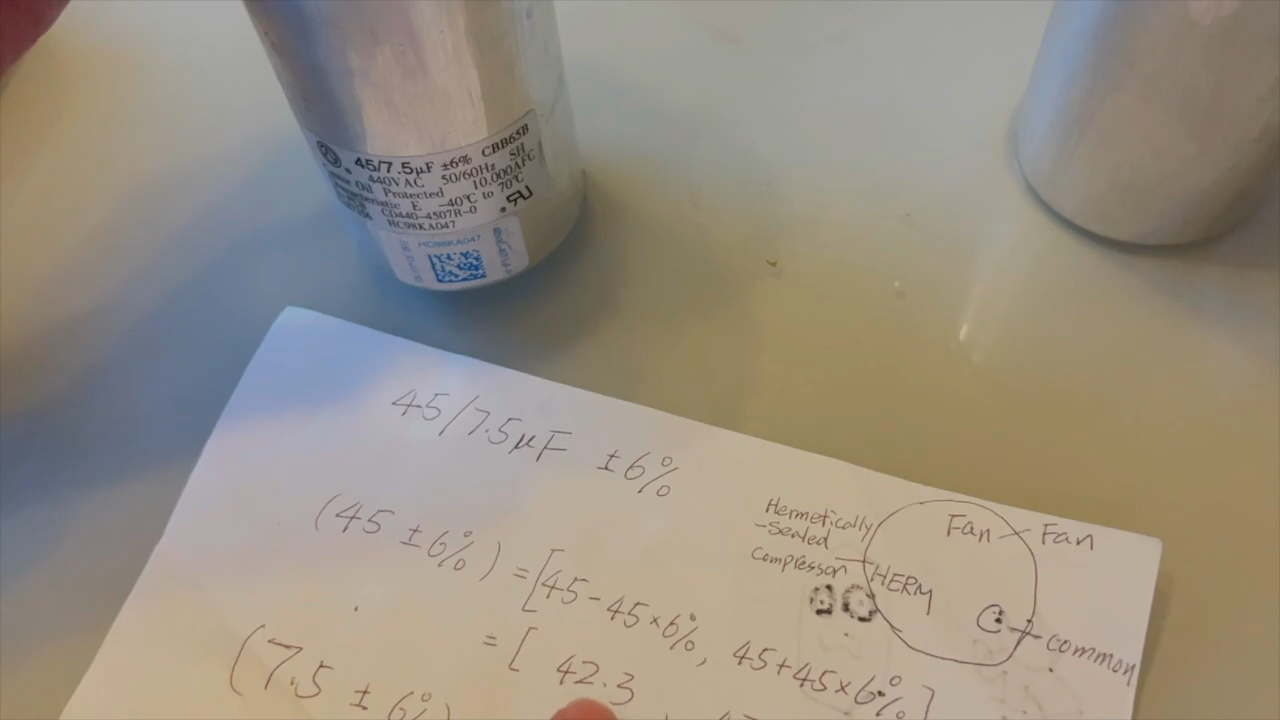 45/7.5μF ±6% CBB65B
440VAC 50/60Hz SH
Oil Protected 10,000AFC
E -40℃ to 70℃
CD440-4507R-0
HC98KA047
HC98KA047
45/7.5μF ±6%
(45 ±6%) = [45-45×6%, 45+45×6%]
= [ 42.3 ,
(7.5 ±6%)
Hermetically
-Sealed
Compressor
HERM
Fan Fan
C common